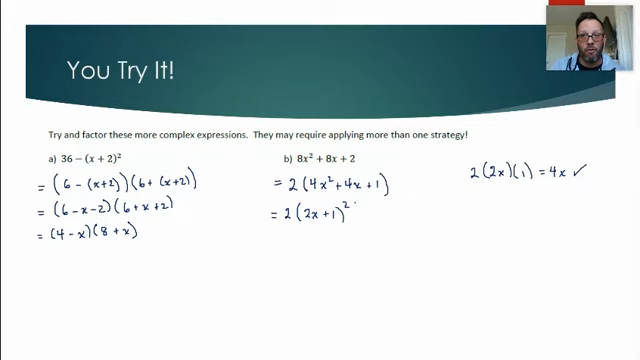 You Try It!
Try and factor these more complex expressions. They may require applying more than one strategy!
a) 36 − (x + 2)²
= (6 - (x+2))(6 + (x+2))
= (6 - x - 2)(6 + x + 2)
= (4 - x)(8 + x)
b) 8x² + 8x + 2
= 2(4x² + 4x + 1)
= 2(2x + 1)²
2(2x)(1) = 4x ✓